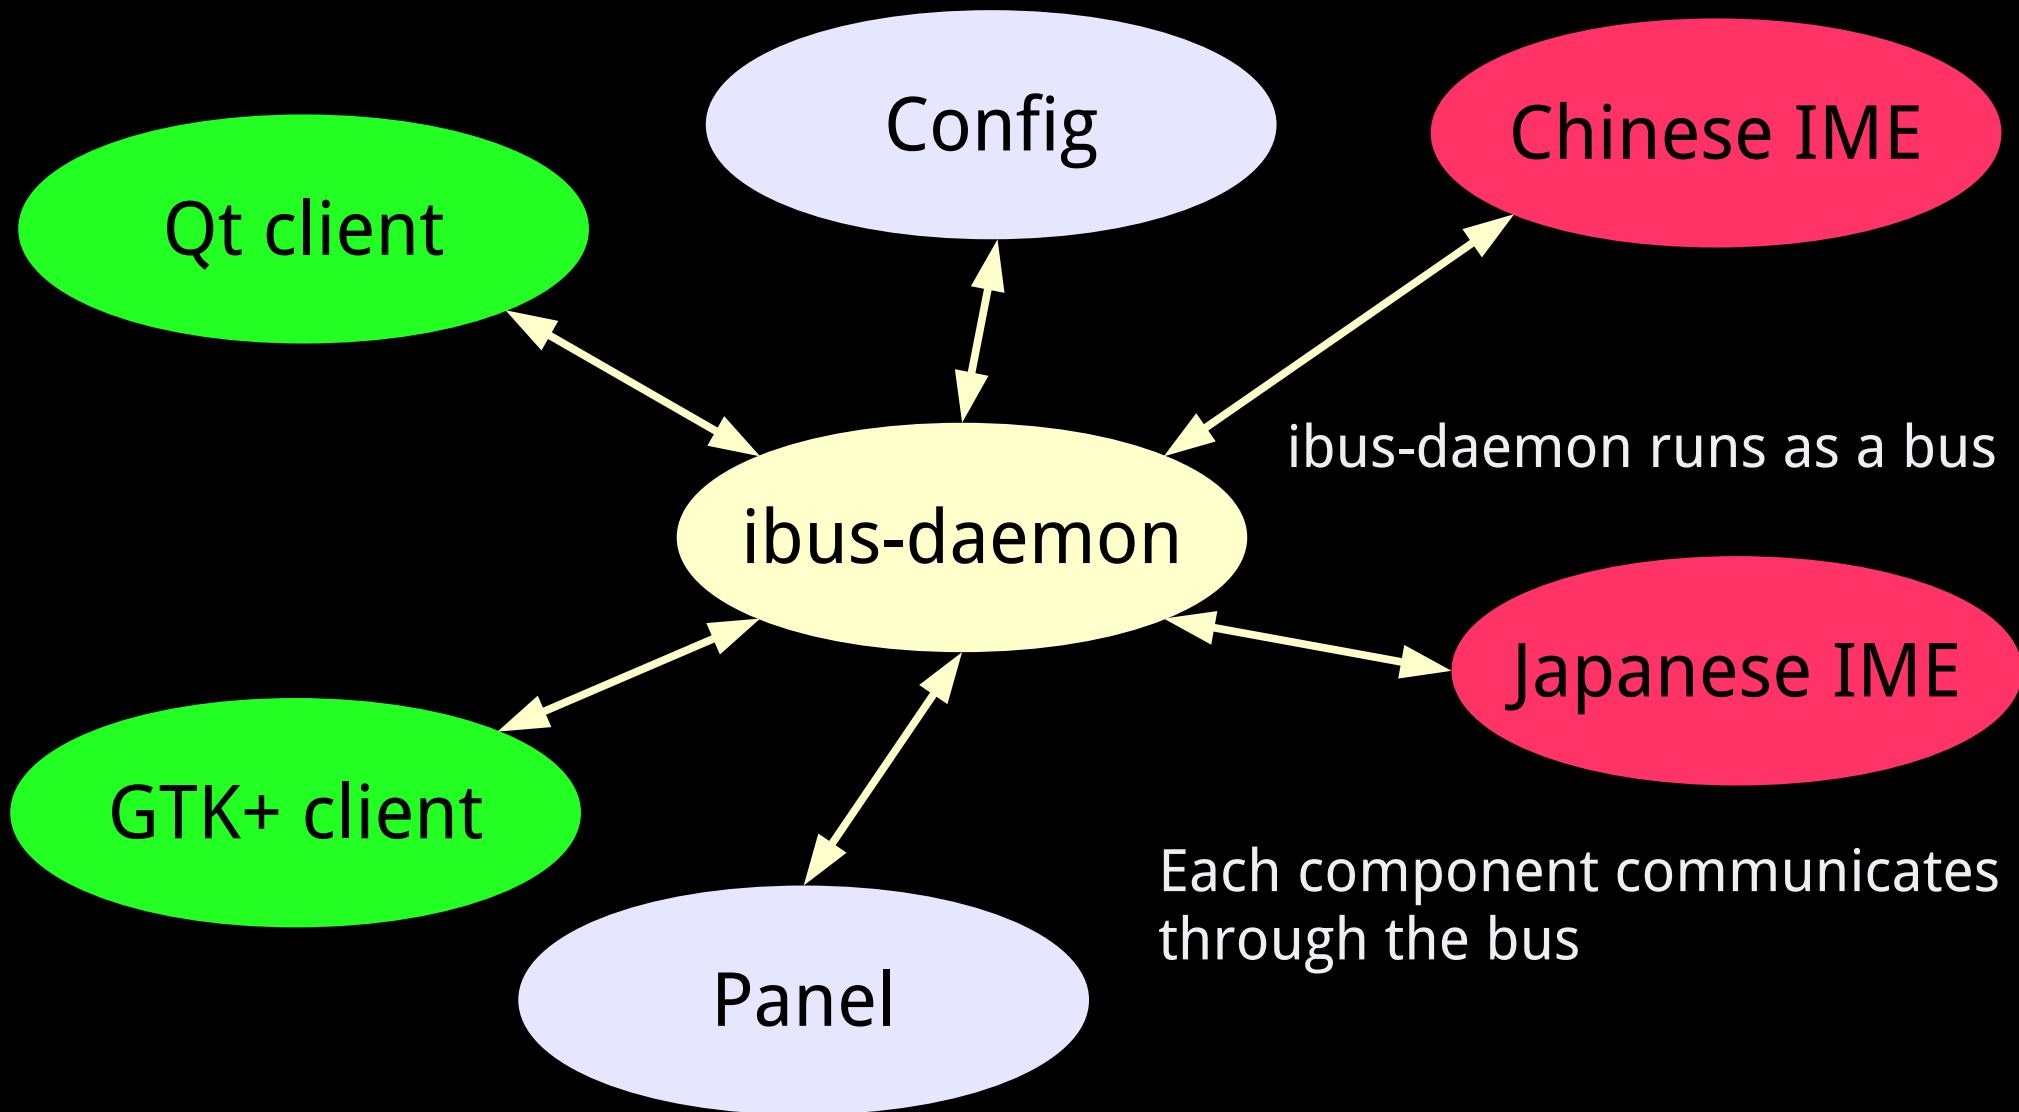 Config
Chinese IME
Qt client
ibus-daemon runs as a bus
ibus-daemon
Japanese IME
GTK+ client
Each component communicates
through the bus
Panel